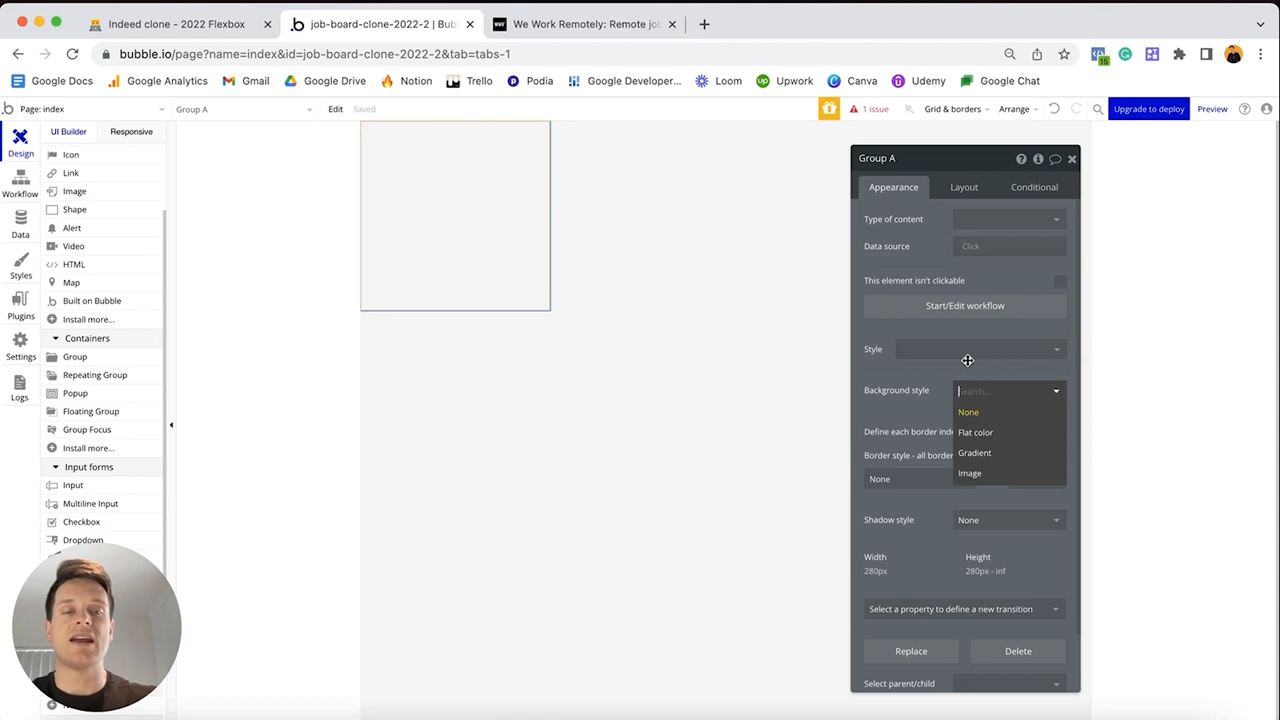 Indeed clone - 2022 Flexbox
job-board-clone-2022-2 | Bub
We Work Remotely: Remote jo
bubble.io/page?name=index&id=job-board-clone-2022-2&tab=tabs-1
15
Google Docs
Google Analytics
Gmail
Google Drive
Notion
Trello
Podia
Google Developer...
Loom
Upwork
Canva
Udemy
Google Chat
Page: index
Group A
Edit
Saved
1 issue
Grid & borders
Arrange
Upgrade to deploy
Preview
Design
Workflow
Data
Styles
Plugins
Settings
Logs
UI Builder
Responsive
Icon
Link
Image
Shape
Alert
Video
HTML
Map
Built on Bubble
Install more...
Containers
Group
Repeating Group
Popup
Floating Group
Group Focus
Install more...
Input forms
Input
Multiline Input
Checkbox
Dropdown
Group A
Appearance
Layout
Conditional
Type of content
Data source
Click
This element isn't clickable
Start/Edit workflow
Style
Background style
Search...
None
Flat color
Gradient
Image
Define each border inde
Border style - all border
None
Shadow style
None
Width
Height
280px
280px - inf
Select a property to define a new transition
Replace
Delete
Select parent/child